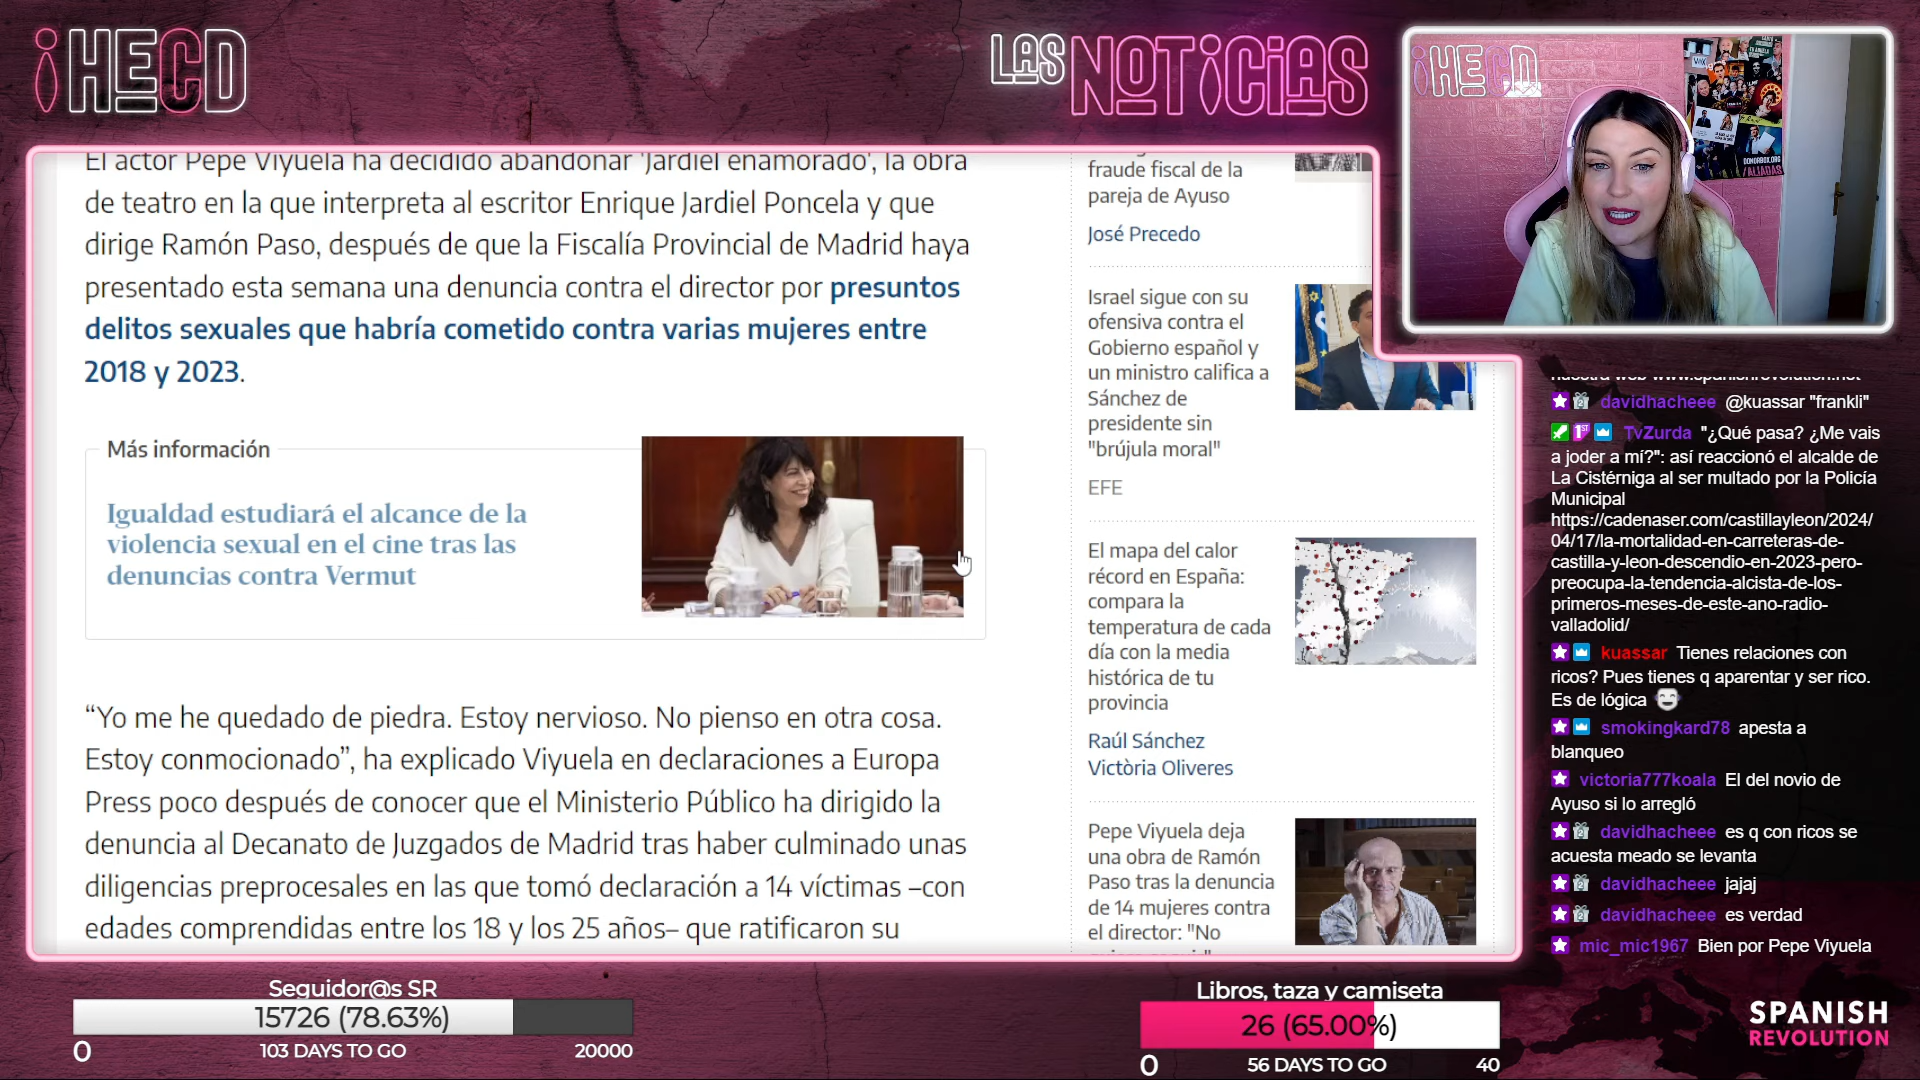 ¡HECD
LAS NOTICIAS
¡HECD
El actor Pepe Viyuela ha decidido abandonar 'Jardiel enamorado', la obra
de teatro en la que interpreta al escritor Enrique Jardiel Poncela y que
dirige Ramón Paso, después de que la Fiscalía Provincial de Madrid haya
presentado esta semana una denuncia contra el director por presuntos
delitos sexuales que habría cometido contra varias mujeres entre
2018 y 2023.
Más información
Igualdad estudiará el alcance de la
violencia sexual en el cine tras las
denuncias contra Vermut
“Yo me he quedado de piedra. Estoy nervioso. No pienso en otra cosa.
Estoy conmocionado”, ha explicado Viyuela en declaraciones a Europa
Press poco después de conocer que el Ministerio Público ha dirigido la
denuncia al Decanato de Juzgados de Madrid tras haber culminado unas
diligencias preprocesales en las que tomó declaración a 14 víctimas –con
edades comprendidas entre los 18 y los 25 años– que ratificaron su
fraude fiscal de la
pareja de Ayuso
José Precedo
Israel sigue con su
ofensiva contra el
Gobierno español y
un ministro califica a
Sánchez de
presidente sin
"brújula moral"
EFE
El mapa del calor
récord en España:
compara la
temperatura de cada
día con la media
histórica de tu
provincia
Raúl Sánchez
Victòria Oliveres
Pepe Viyuela deja
una obra de Ramón
Paso tras la denuncia
de 14 mujeres contra
el director: "No
DONORBOX.ORG
/ALIADAS
nuestra web www.spanishrevolution.net
davidhacheee @kuassar "frankli"
TvZurda "¿Qué pasa? ¿Me vais
a joder a mí?": así reaccionó el alcalde de
La Cistérniga al ser multado por la Policía
Municipal
https://cadenaser.com/castillayleon/2024/
04/17/la-mortalidad-en-carreteras-de-
castilla-y-leon-descendio-en-2023-pero-
preocupa-la-tendencia-alcista-de-los-
primeros-meses-de-este-ano-radio-
valladolid/
kuassar Tienes relaciones con
ricos? Pues tienes q aparentar y ser rico.
Es de lógica
smokingkard78 apesta a
blanqueo
victoria777koala El del novio de
Ayuso si lo arregló
davidhacheee es q con ricos se
acuesta meado se levanta
davidhacheee jajaj
davidhacheee es verdad
mic_mic1967 Bien por Pepe Viyuela
Seguidor@s SR
15726 (78.63%)
0 103 DAYS TO GO 20000
Libros, taza y camiseta
26 (65.00%)
0 56 DAYS TO GO 40
SPANISH
REVOLUTION